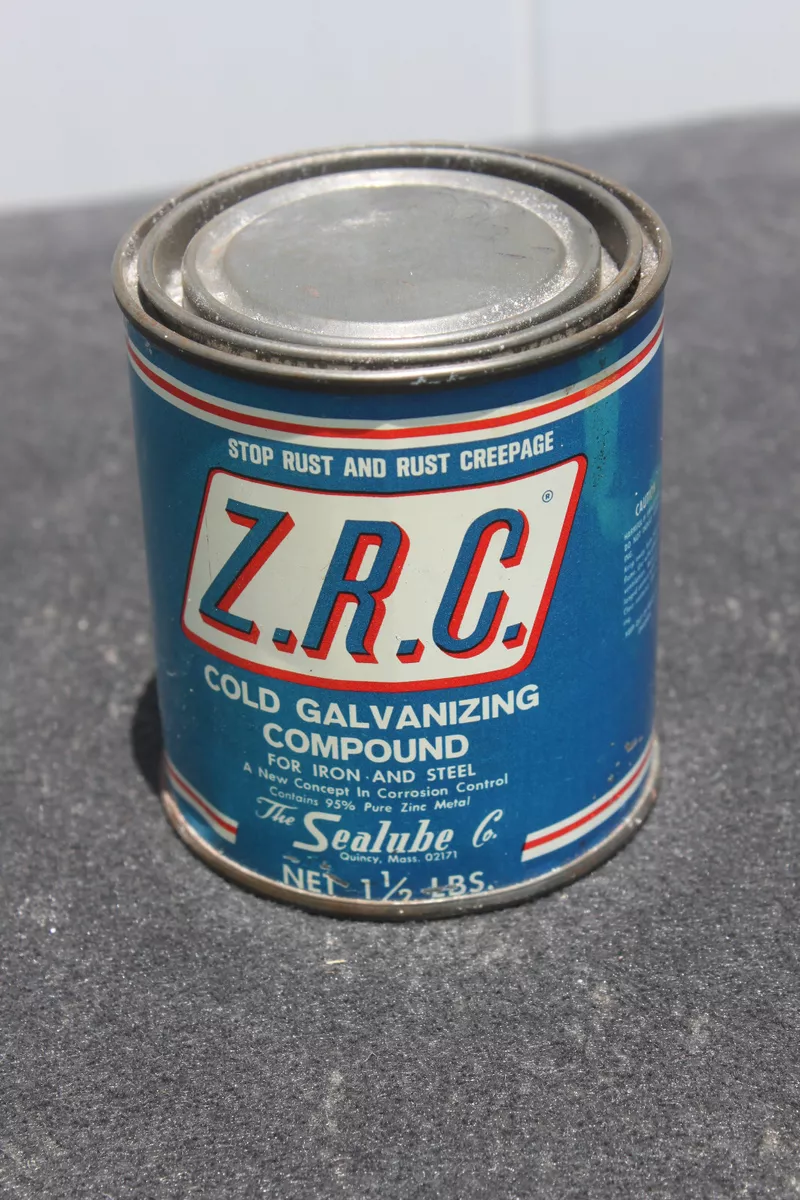 STOP RUST AND RUST CREEPAGE
®
Z.R.C.
COLD GALVANIZING
COMPOUND
FOR IRON AND STEEL
A New Concept In Corrosion Control
Contains 95% Pure Zinc Metal
The Sealube Co.
Quincy, Mass. 02171
NET 1½ LBS.